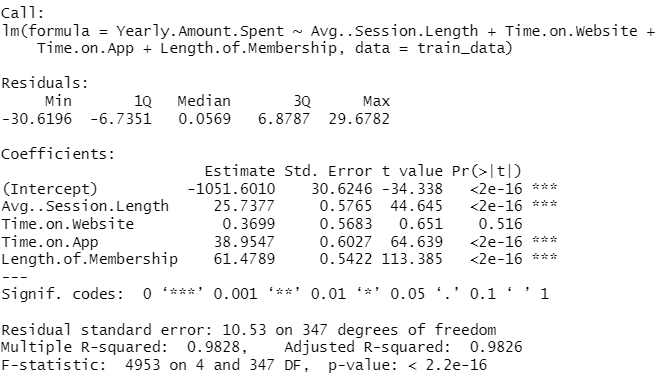 Call:
lm(formula = Yearly.Amount.Spent ~ Avg..Session.Length + Time.on.Website +
    Time.on.App + Length.of.Membership, data = train_data)

Residuals:
     Min       1Q   Median       3Q      Max
-30.6196  -6.7351   0.0569   6.8787  29.6782

Coefficients:
                       Estimate Std. Error t value Pr(>|t|)
(Intercept)          -1051.6010    30.6246 -34.338   <2e-16 ***
Avg..Session.Length     25.7377     0.5765  44.645   <2e-16 ***
Time.on.Website          0.3699     0.5683   0.651    0.516
Time.on.App             38.9547     0.6027  64.639   <2e-16 ***
Length.of.Membership    61.4789     0.5422 113.385   <2e-16 ***
---
Signif. codes:  0 ‘***’ 0.001 ‘**’ 0.01 ‘*’ 0.05 ‘.’ 0.1 ‘ ’ 1

Residual standard error: 10.53 on 347 degrees of freedom
Multiple R-squared:  0.9828,    Adjusted R-squared:  0.9826
F-statistic:  4953 on 4 and 347 DF,  p-value: < 2.2e-16